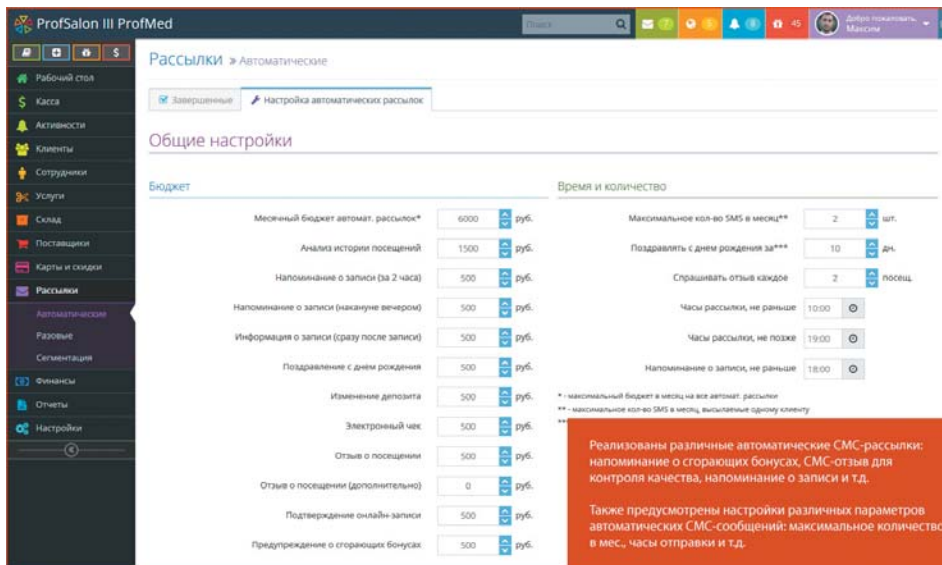 ProfSalon III ProfMed
Поиск
7
5
8
45
Добро пожаловать,
Максим
Рабочий стол
Касса
Активности
Клиенты
Сотрудники
Услуги
Склад
Поставщики
Карты и скидки
Рассылки
Автоматические
Разовые
Сегментация
Финансы
Отчеты
Настройки
Рассылки » Автоматические
Завершенные
Настройка автоматических рассылок
Общие настройки
Бюджет
Месячный бюджет автомат. рассылок* 6000 руб.
Анализ истории посещений 1500 руб.
Напоминание о записи (за 2 часа) 500 руб.
Напоминание о записи (накануне вечером) 500 руб.
Информация о записи (сразу после записи) 500 руб.
Поздравление с днем рождения 500 руб.
Изменение депозита 500 руб.
Электронный чек 500 руб.
Отзыв о посещении 500 руб.
Отзыв о посещении (дополнительно) 0 руб.
Подтверждение онлайн-записи 500 руб.
Предупреждение о сгорающих бонусах 500 руб.
Время и количество
Максимальное кол-во SMS в месяц** 2 шт.
Поздравлять с днем рождения за*** 10 дн.
Спрашивать отзыв каждое 2 посещ.
Часы рассылки, не раньше 10:00
Часы рассылки, не позже 19:00
Напоминание о записи, не раньше 18:00
* - максимальный бюджет в месяц на все автомат. рассылки
** - максимальное кол-во SMS в месяц, высылаемые одному клиенту
Реализованы различные автоматические СМС-рассылки:
напоминание о сгорающих бонусах, СМС-отзыв для
контроля качества, напоминание о записи и т.д.
Также предусмотрены настройки различных параметров
автоматических СМС-сообщений: максимальное количество
в мес., часы отправки и т.д.